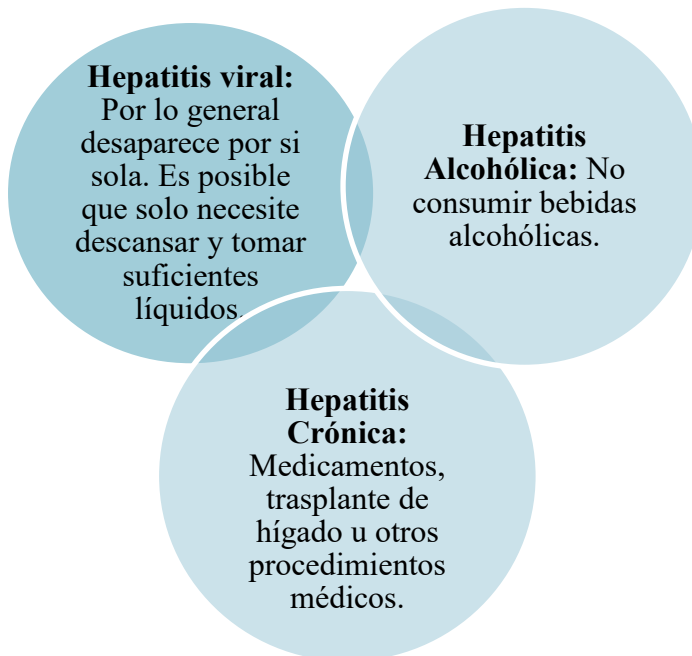 Hepatitis viral:
Por lo general
desaparece por si
sola. Es posible
que solo necesite
descansar y tomar
suficientes
líquidos.
Hepatitis
Alcohólica: No
consumir bebidas
alcohólicas.
Hepatitis
Crónica:
Medicamentos,
trasplante de
hígado u otros
procedimientos
médicos.